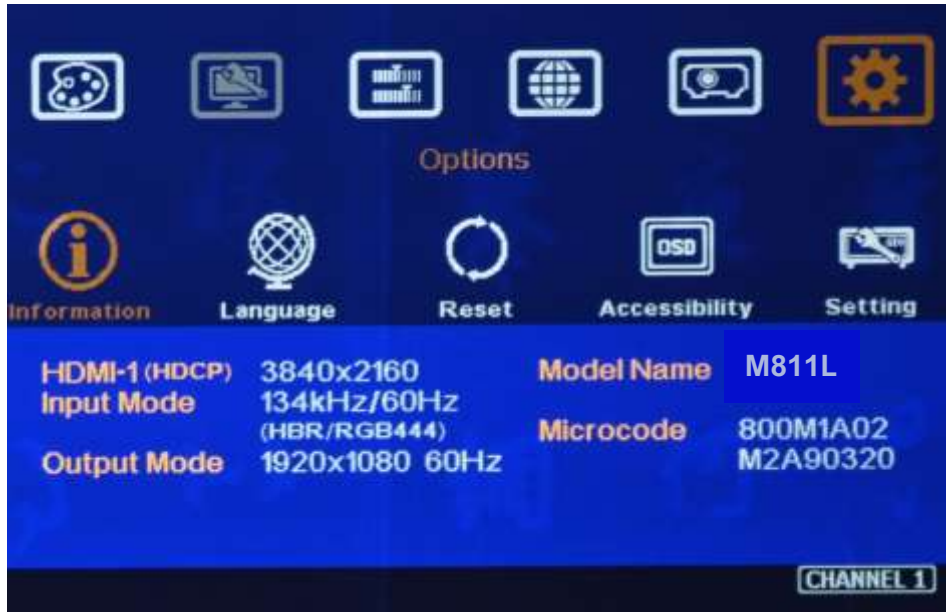 Options
OSD
Information Language Reset Accessibility Setting
HDMI-1 (HDCP) 3840x2160 Model Name M811L
Input Mode 134kHz/60Hz
(HBR/RGB444) Microcode 800M1A02
Output Mode 1920x1080 60Hz M2A90320
CHANNEL 1